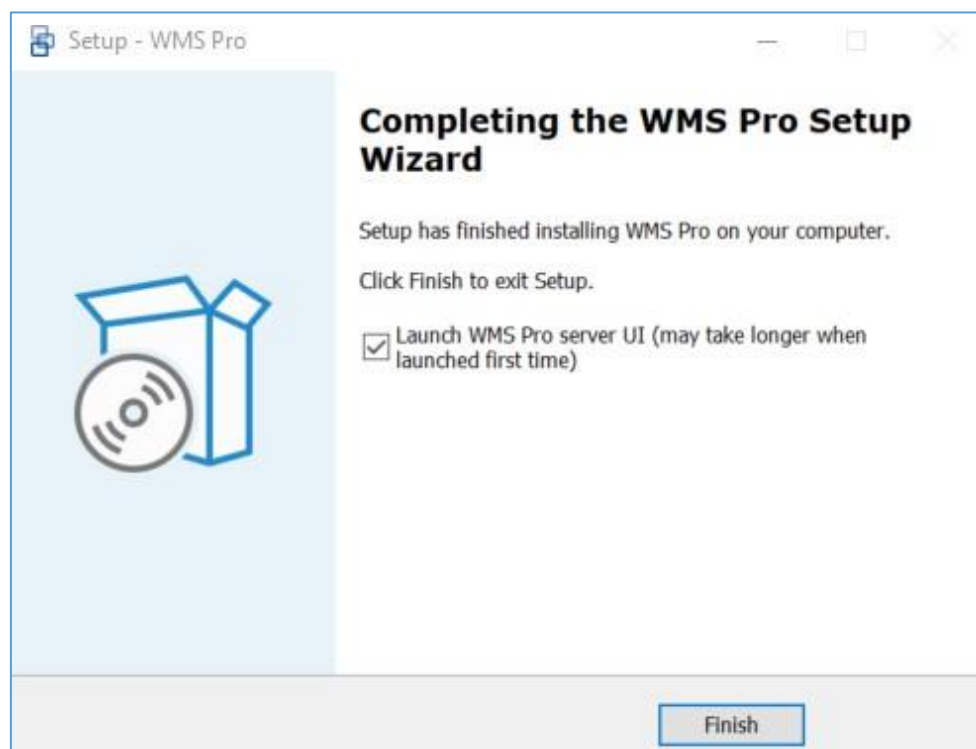 Setup - WMS Pro
Completing the WMS Pro Setup
Wizard
Setup has finished installing WMS Pro on your computer.
Click Finish to exit Setup.
Launch WMS Pro server UI (may take longer when
launched first time)
Finish